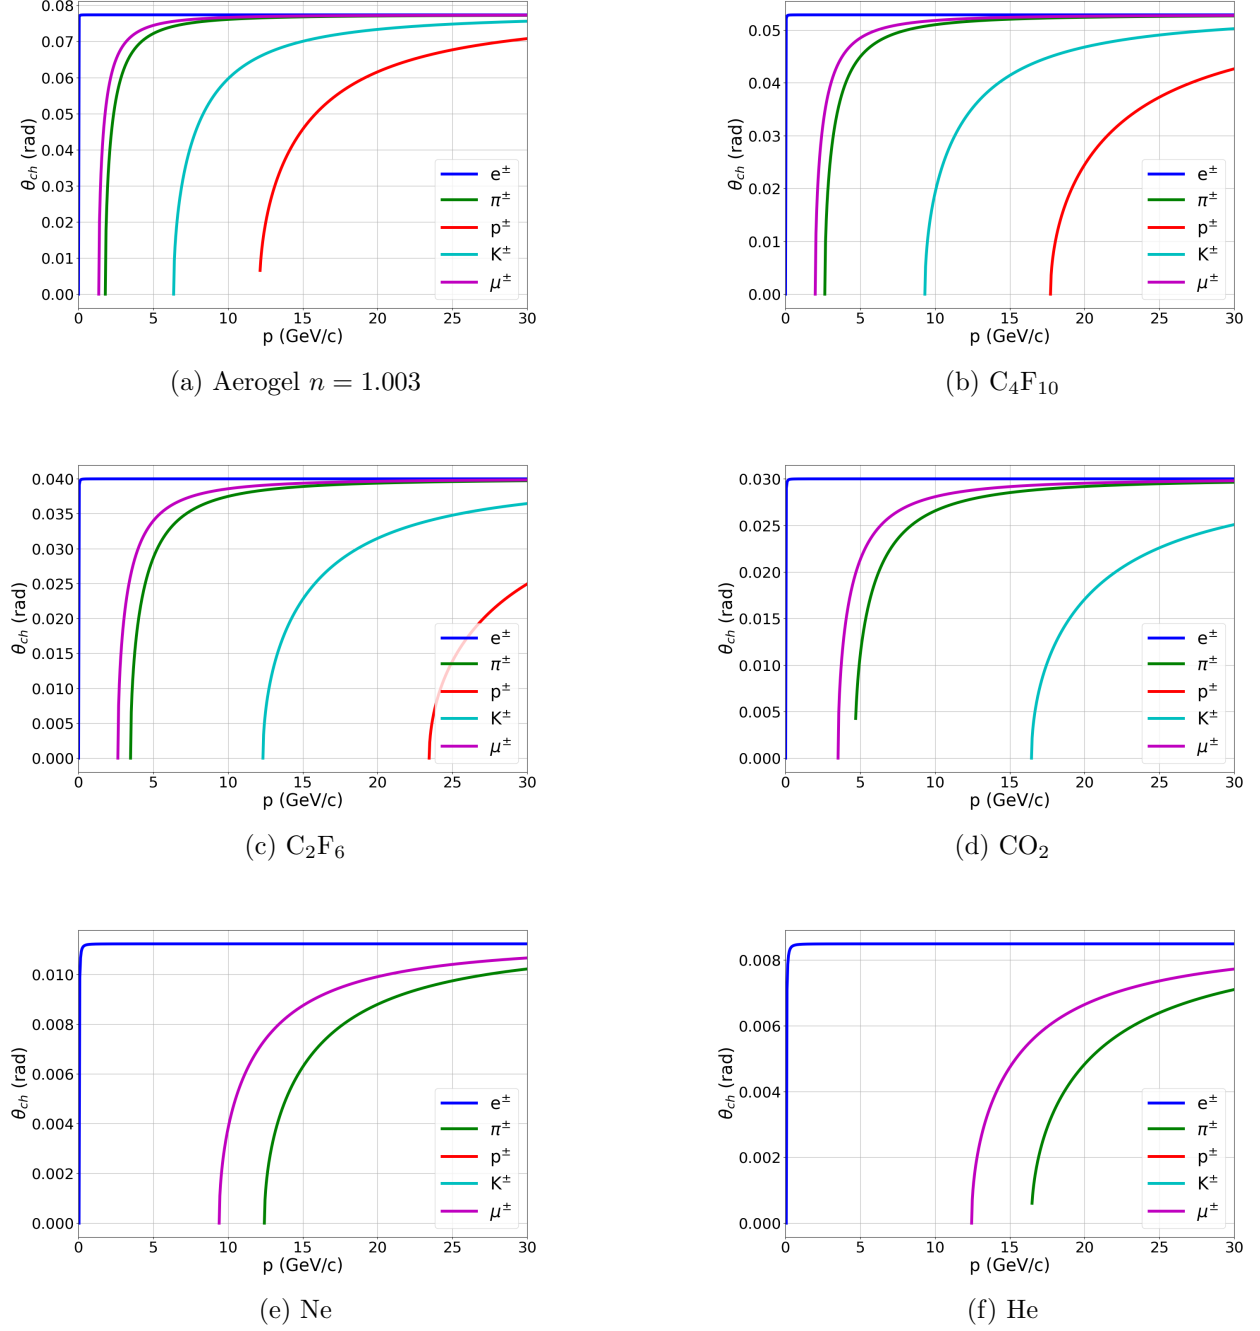 0.08
0.07
0.06
0.05
0.04
0.03
0.02
0.01
0.00
θ_ch (rad)
0 5 10 15 20 25 30
p (GeV/c)
e±
π±
p±
K±
μ±
(a) Aerogel n = 1.003
0.05
0.04
0.03
0.02
0.01
0.00
θ_ch (rad)
0 5 10 15 20 25 30
p (GeV/c)
e±
π±
p±
K±
μ±
(b) C₄F₁₀
0.040
0.035
0.030
0.025
0.020
0.015
0.010
0.005
0.000
θ_ch (rad)
0 5 10 15 20 25 30
p (GeV/c)
e±
π±
p±
K±
μ±
(c) C₂F₆
0.030
0.025
0.020
0.015
0.010
0.005
0.000
θ_ch (rad)
0 5 10 15 20 25 30
p (GeV/c)
e±
π±
p±
K±
μ±
(d) CO₂
0.010
0.008
0.006
0.004
0.002
0.000
θ_ch (rad)
0 5 10 15 20 25 30
p (GeV/c)
e±
π±
p±
K±
μ±
(e) Ne
0.008
0.006
0.004
0.002
0.000
θ_ch (rad)
0 5 10 15 20 25 30
p (GeV/c)
e±
π±
p±
K±
μ±
(f) He